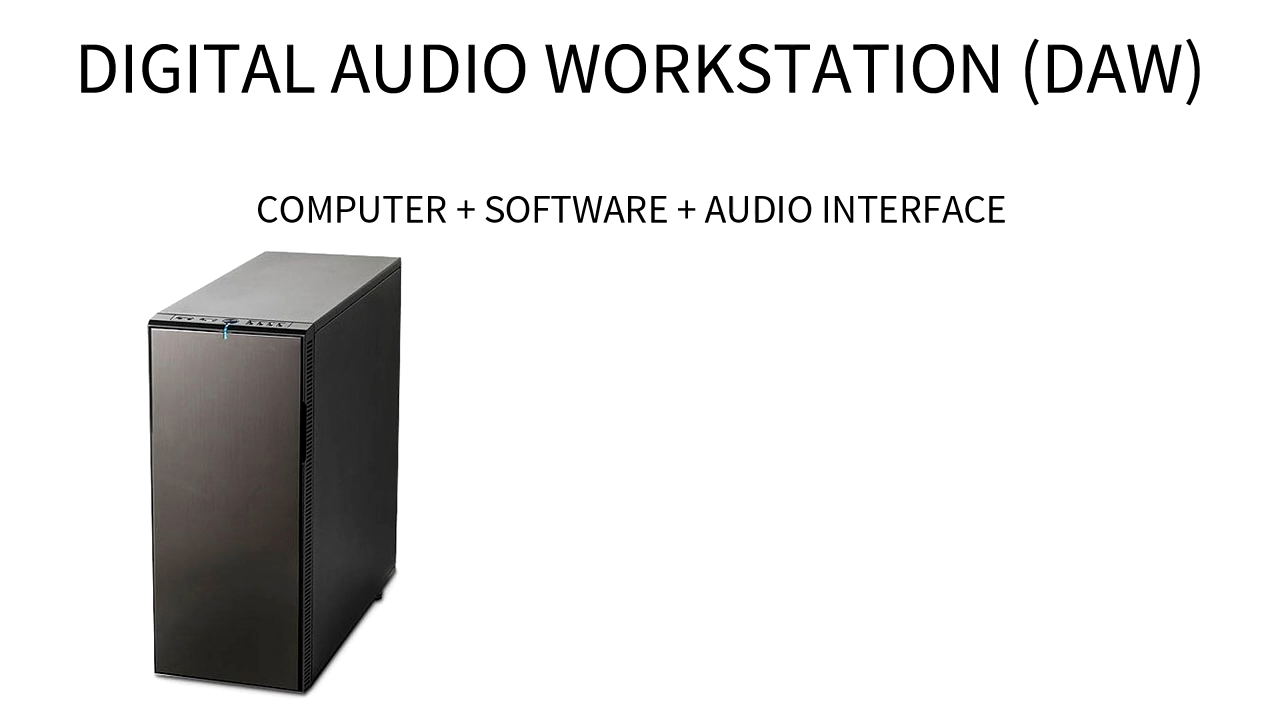 DIGITAL AUDIO WORKSTATION (DAW)
COMPUTER + SOFTWARE + AUDIO INTERFACE